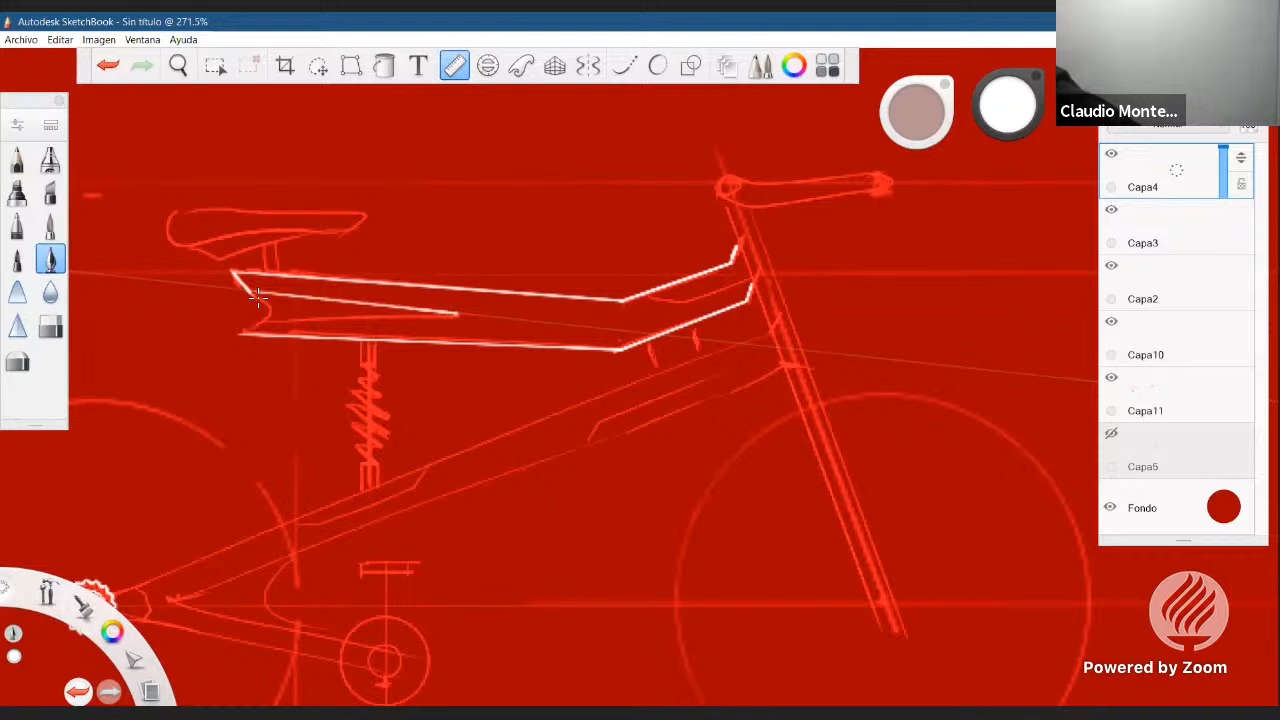 Autodesk SketchBook - Sin título @ 271.5%
Archivo Editar Imagen Ventana Ayuda
T
Claudio Monte...
Capa4
Capa3
Capa2
Capa10
Capa11
Capa5
Fondo
Powered by Zoom